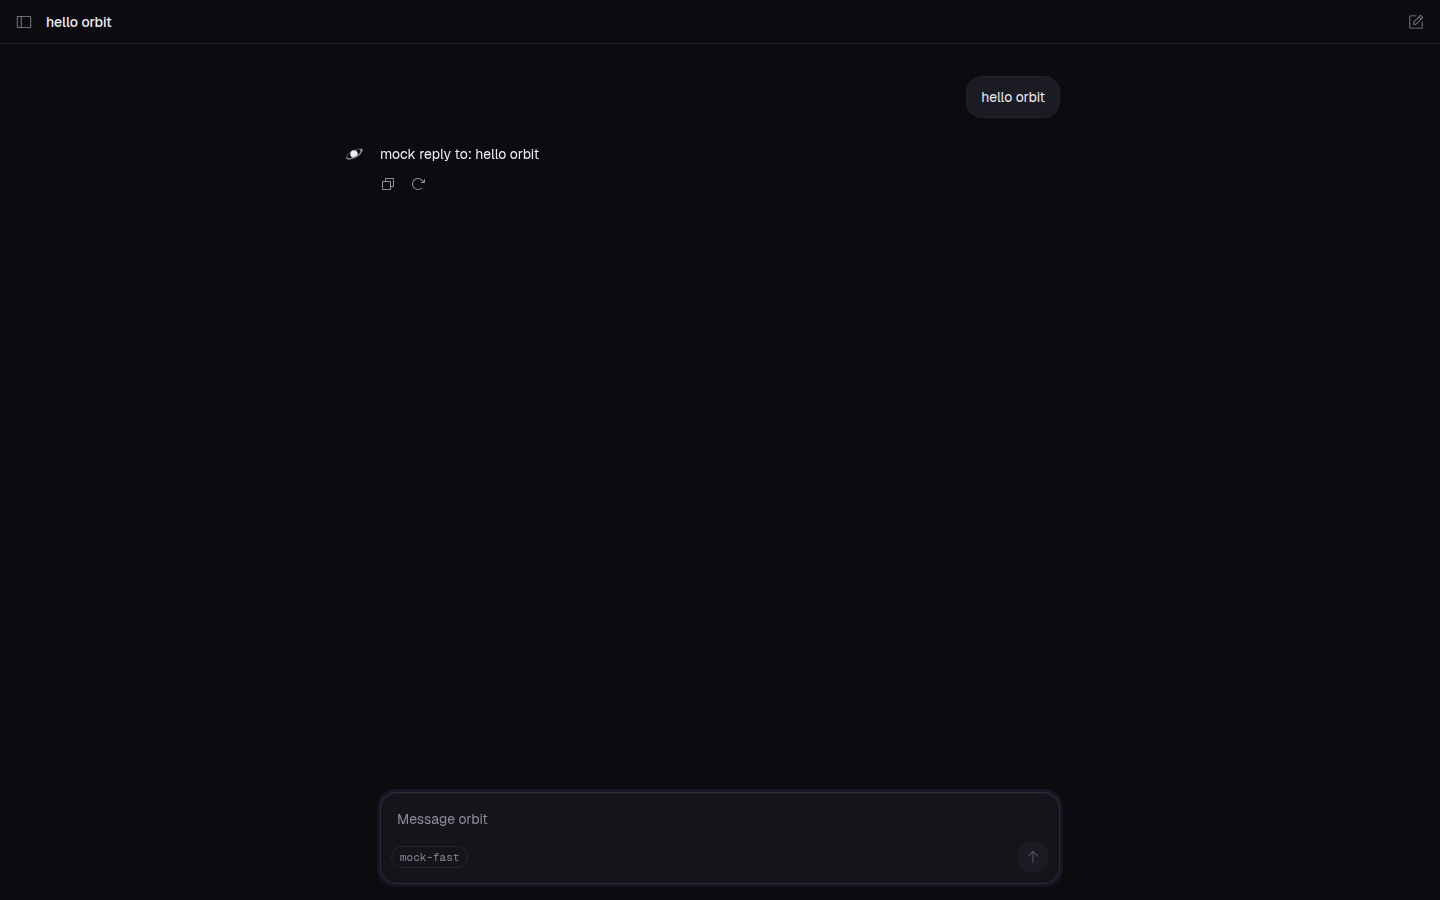 hello orbit
hello orbit
mock reply to: hello orbit
Message orbit
mock-fast